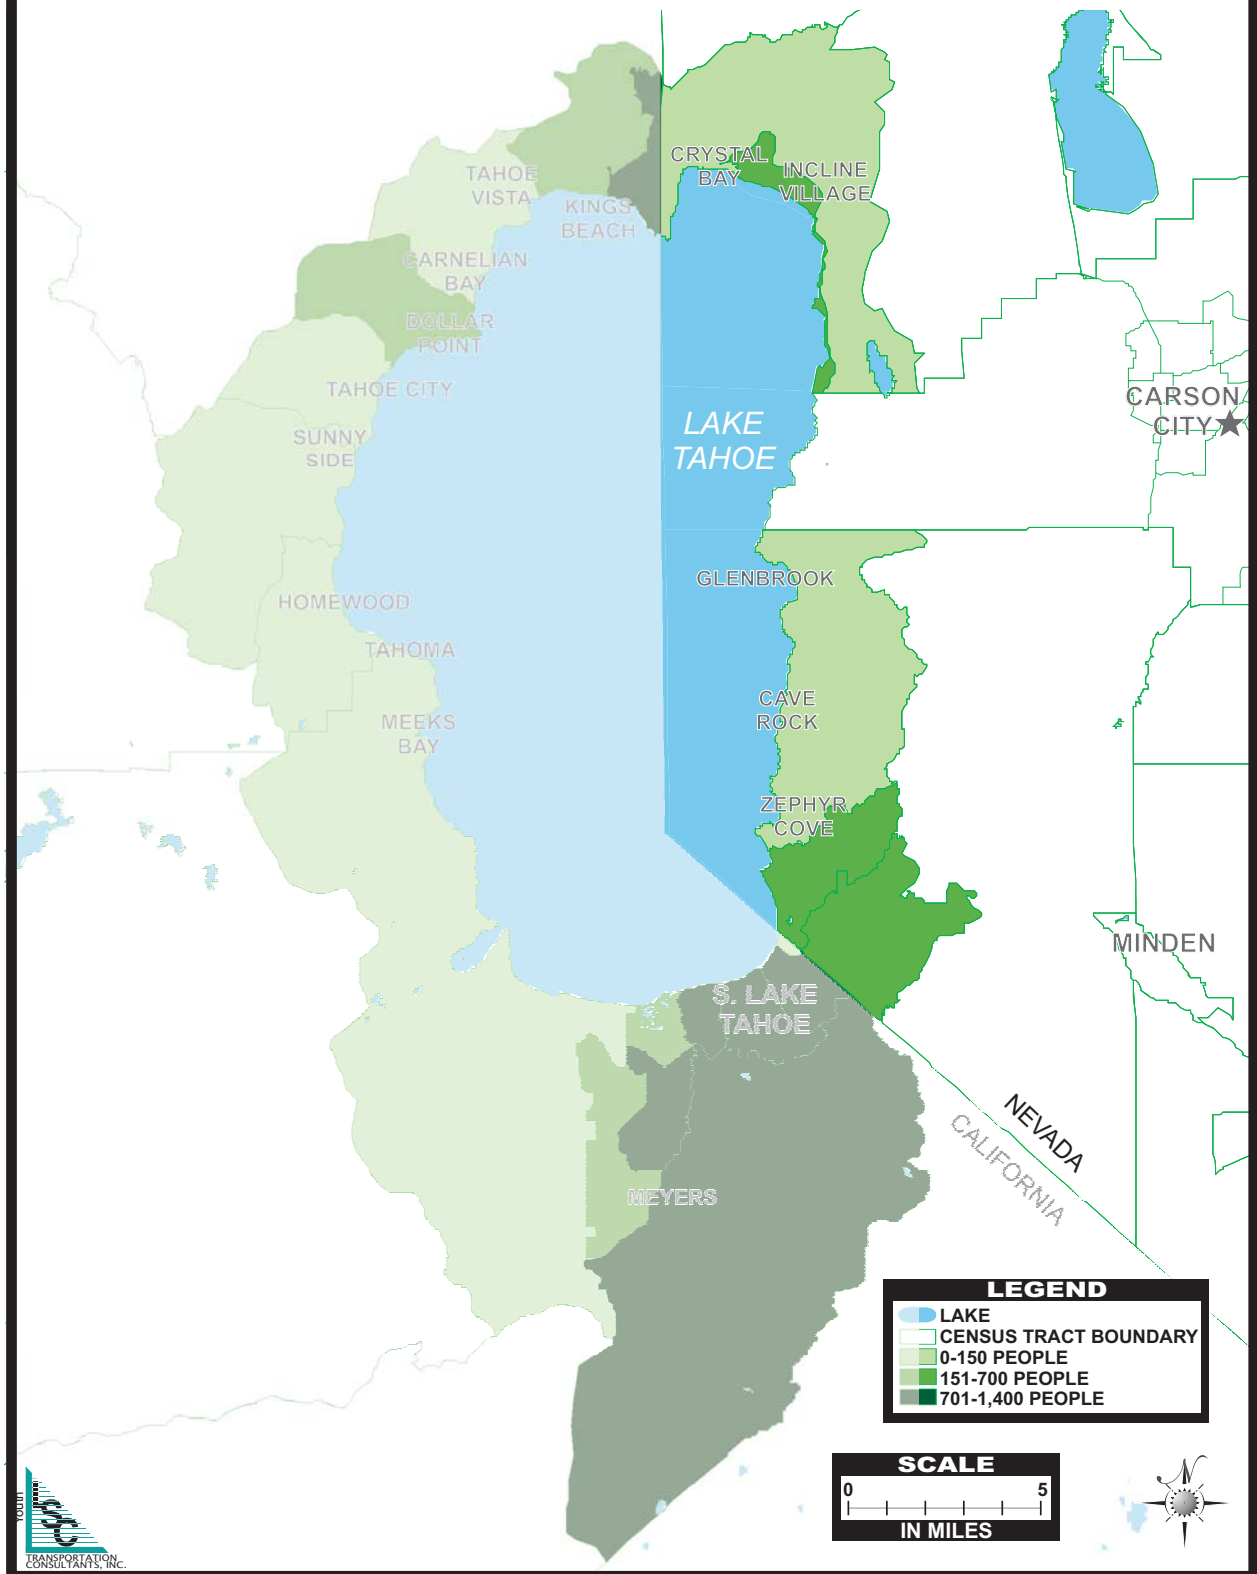 CRYSTAL
BAY
INCLINE
VILLAGE
TAHOE
VISTA
KINGS
BEACH
CARNELIAN
BAY
DOLLAR
POINT
TAHOE CITY
SUNNY
SIDE
LAKE
TAHOE
CARSON
CITY
GLENBROOK
HOMEWOOD
TAHOMA
CAVE
ROCK
MEEKS
BAY
ZEPHYR
COVE
MINDEN
S. LAKE
TAHOE
NEVADA
CALIFORNIA
MEYERS
LEGEND
LAKE
CENSUS TRACT BOUNDARY
0-150 PEOPLE
151-700 PEOPLE
701-1,400 PEOPLE
SCALE
0 5
IN MILES
N
Youth
LSC
TRANSPORTATION
CONSULTANTS, INC.